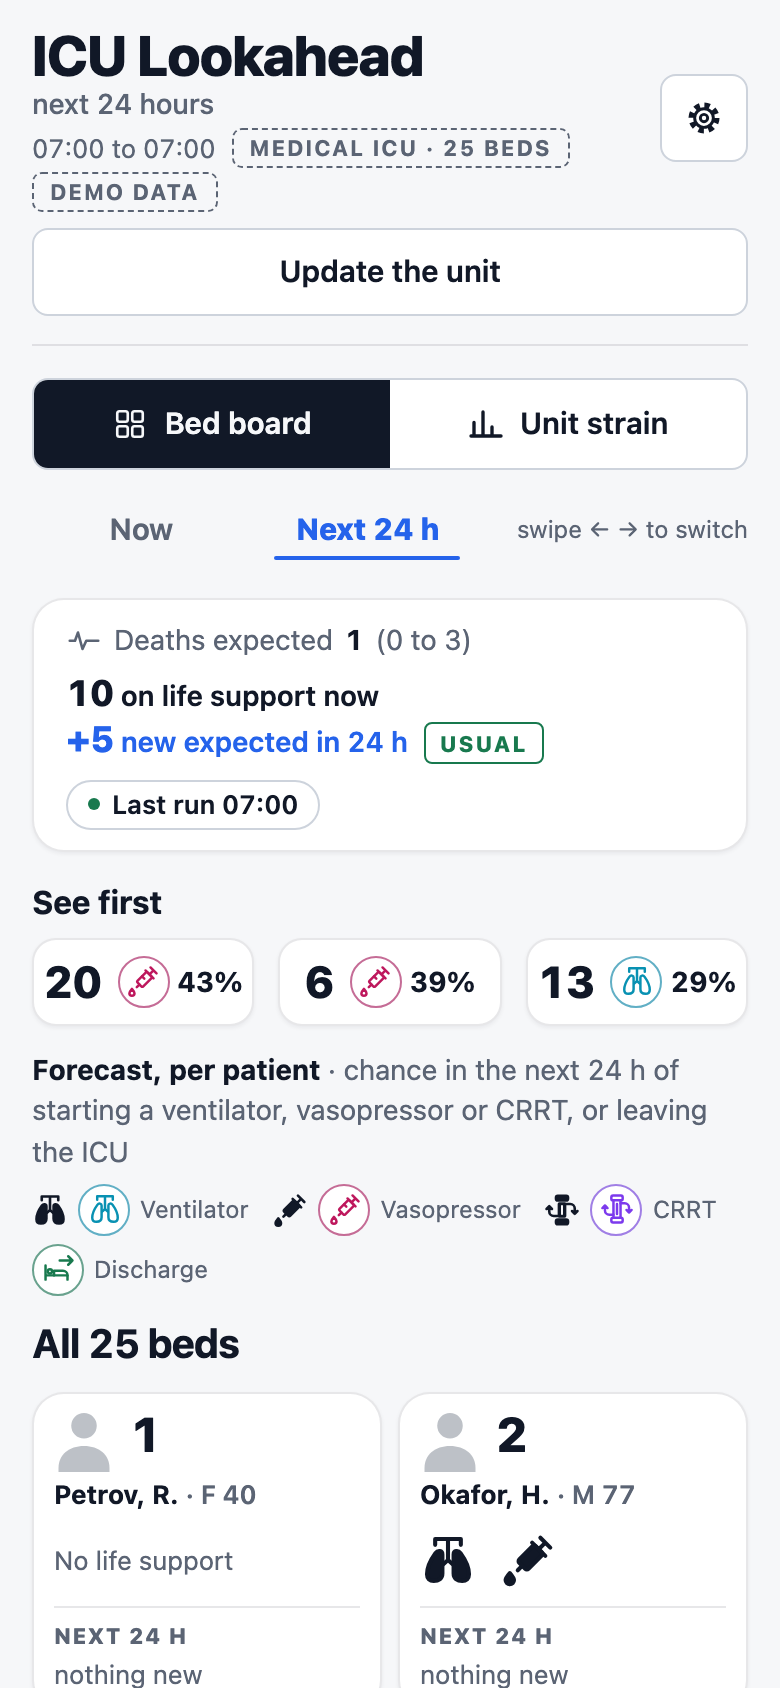 ICU Lookahead
next 24 hours
07:00 to 07:00 MEDICAL ICU · 25 BEDS
DEMO DATA
Update the unit
Bed board
Unit strain
Now
Next 24 h
swipe ← → to switch
Deaths expected 1 (0 to 3)
10 on life support now
+5 new expected in 24 h USUAL
Last run 07:00
See first
20 43%
6 39%
13 29%
Forecast, per patient · chance in the next 24 h of
starting a ventilator, vasopressor or CRRT, or leaving
the ICU
Ventilator Vasopressor CRRT
Discharge
All 25 beds
1
Petrov, R. · F 40
No life support
NEXT 24 H
nothing new
2
Okafor, H. · M 77
NEXT 24 H
nothing new